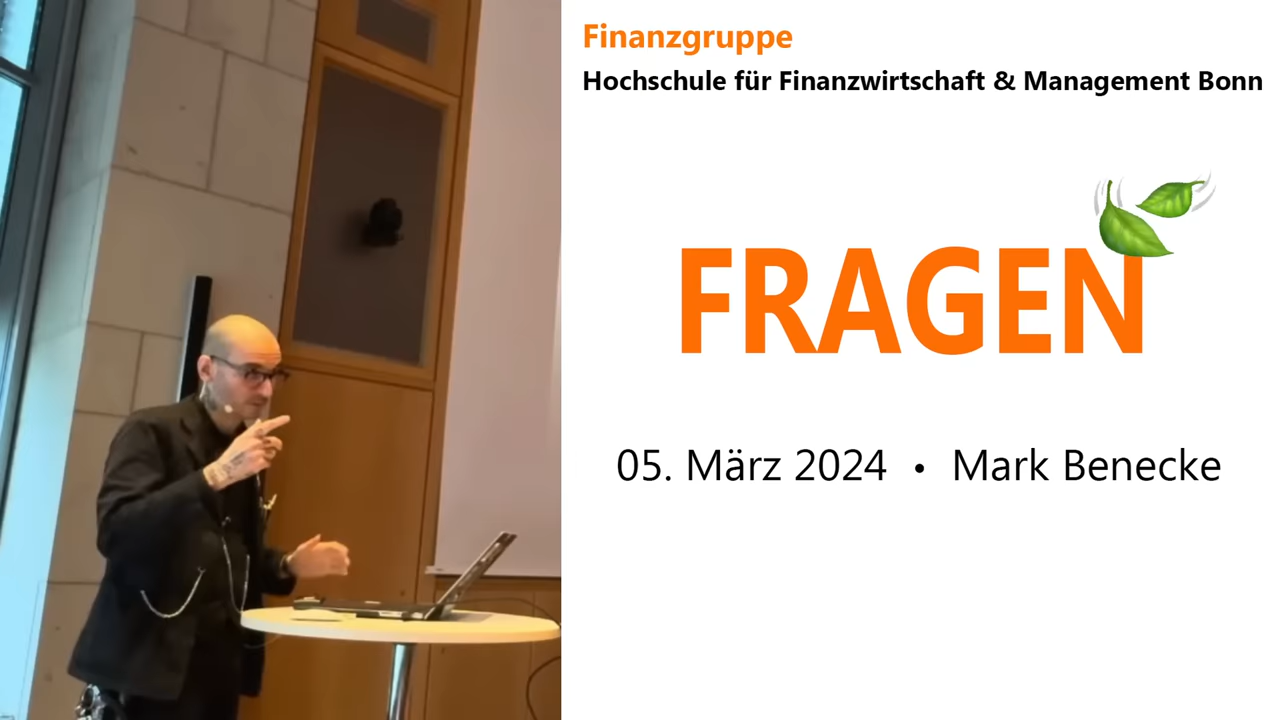 Finanzgruppe
Hochschule für Finanzwirtschaft & Management Bonn
FRAGEN
05. März 2024 • Mark Benecke